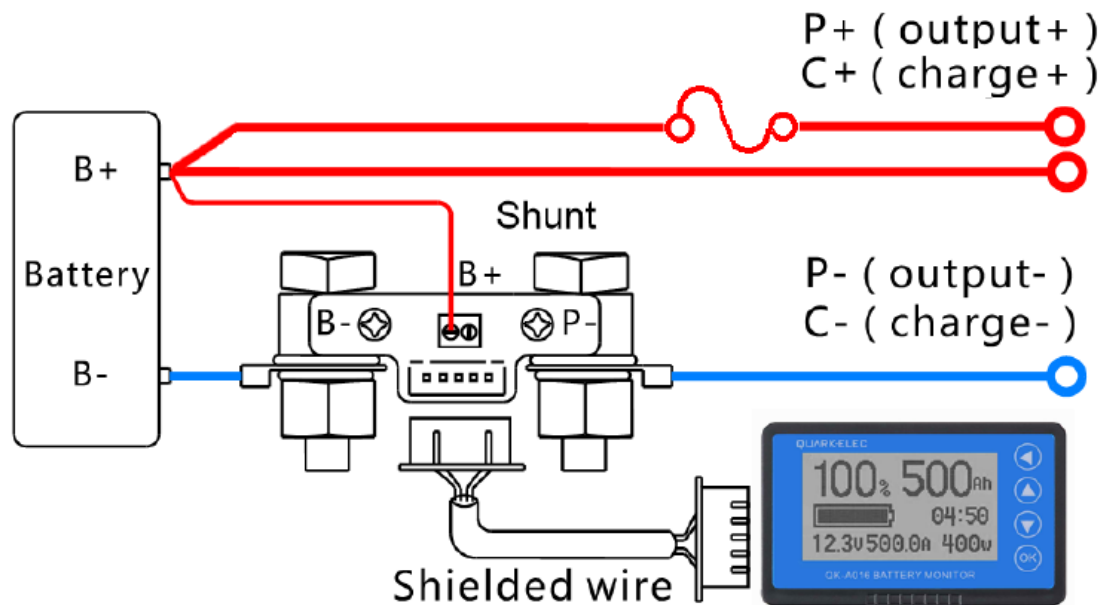 P+ ( output+ )
C+ ( charge+ )
B+
Shunt
Battery
B+
B-
P-
P- ( output- )
C- ( charge- )
B-
QUARK-ELEC
100% 500Ah
04:50
12.3V 500.0A 400w
OK
QK-A016 BATTERY MONITOR
Shielded wire